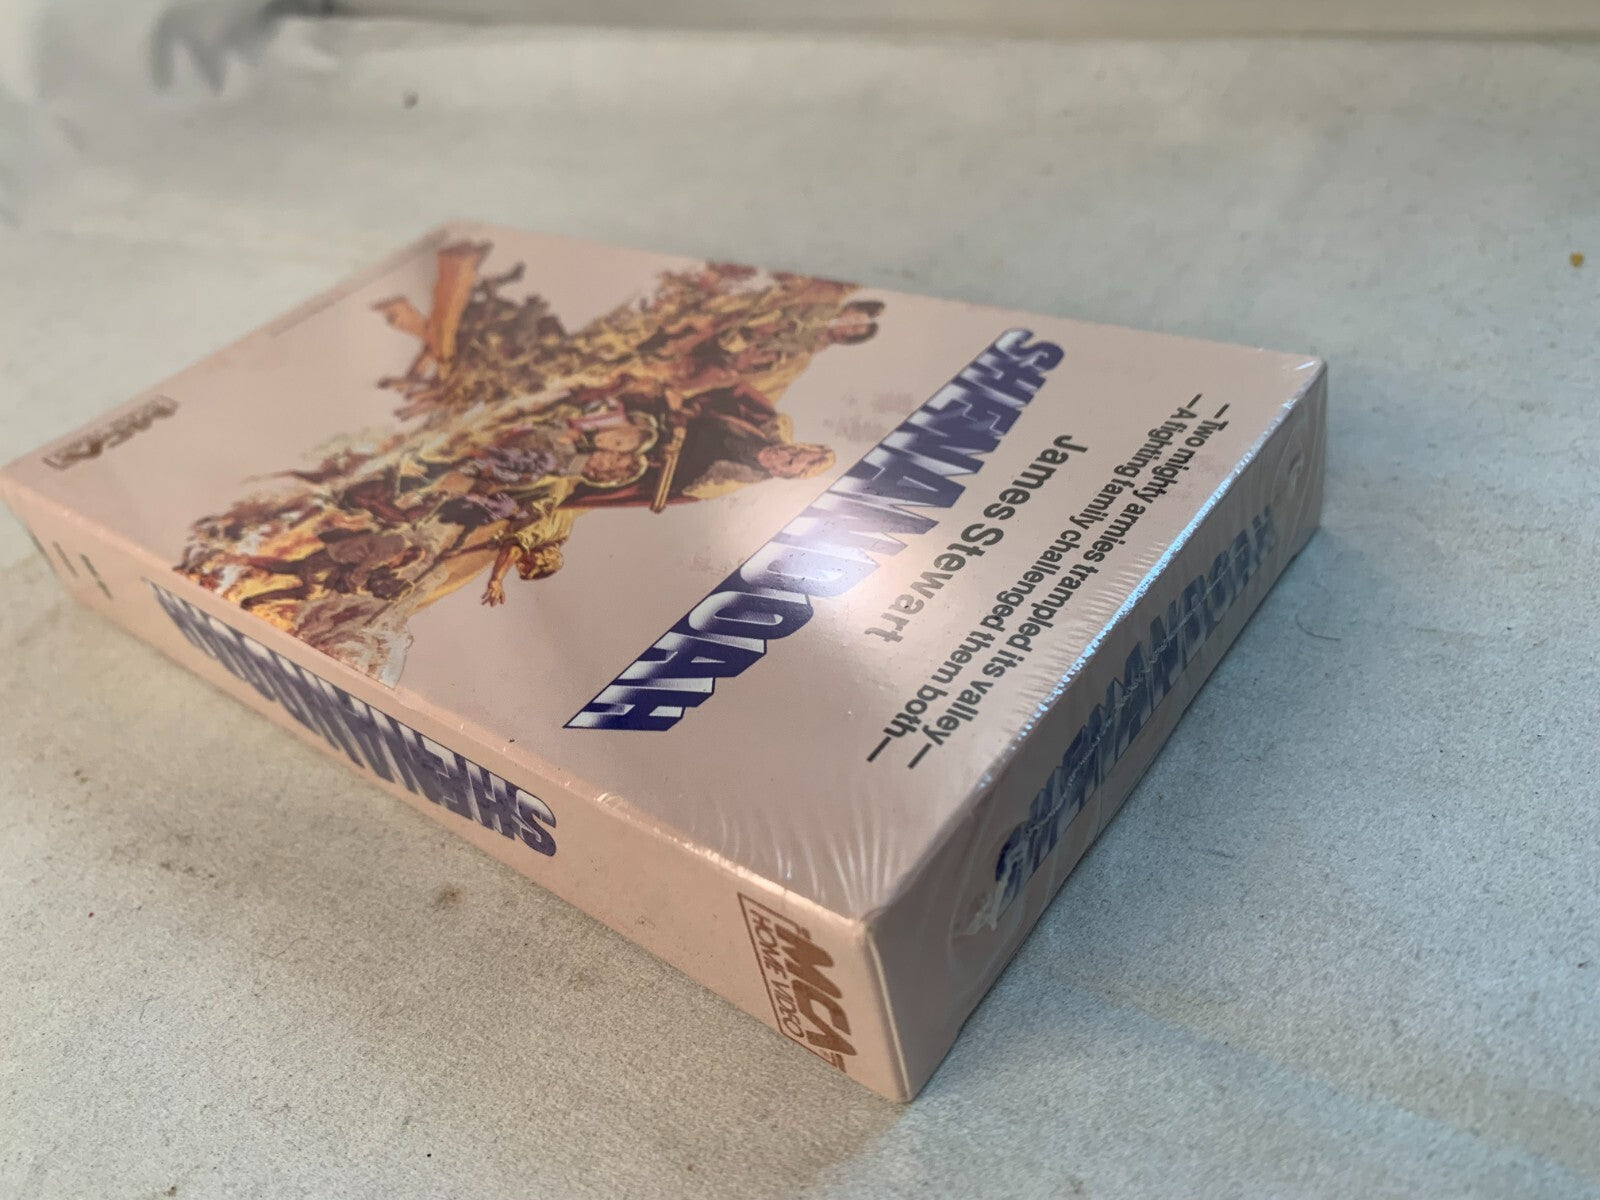 —Two mighty armies trampled its valley—
—A fighting family challenged them both—
James Stewart
SHENANDOAH
MCA
SHENANDOAH
MCA
HOME VIDEO
SHENANDOAH